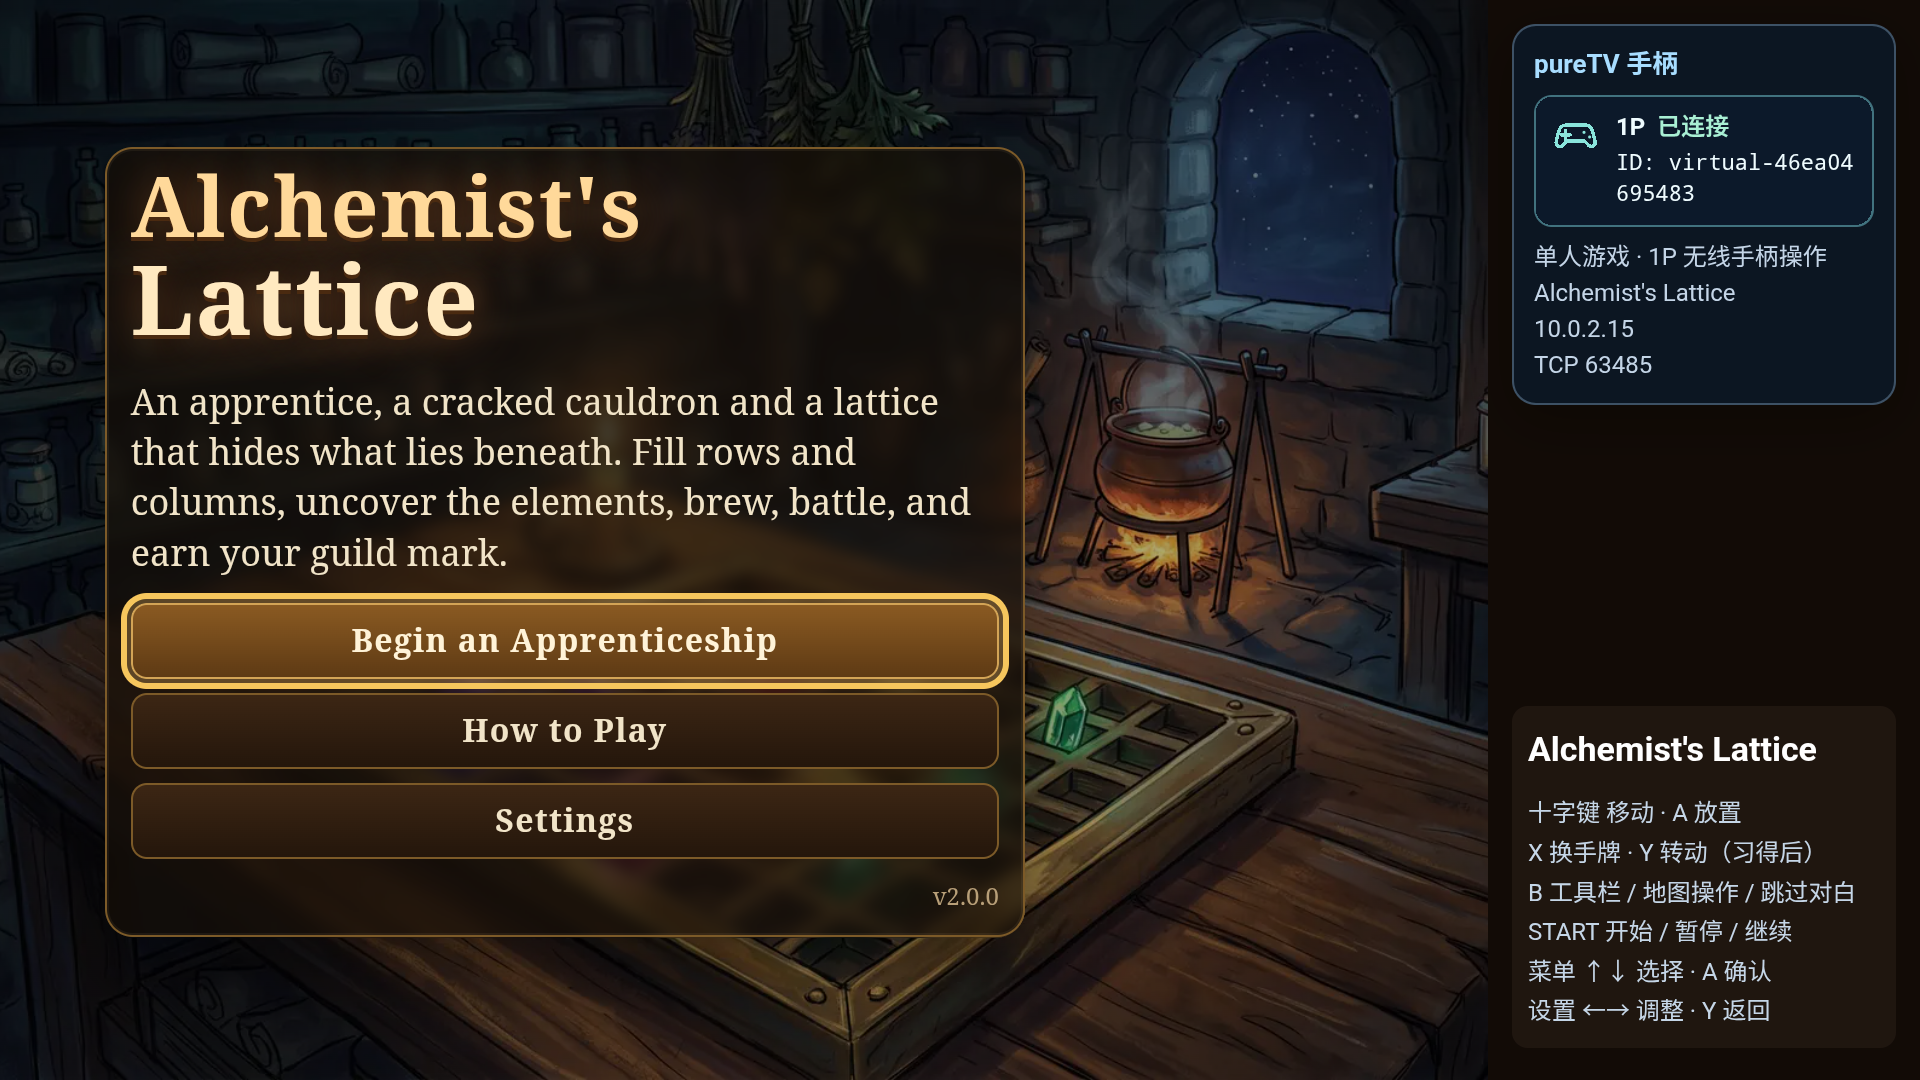 Alchemist's
Lattice
An apprentice, a cracked cauldron and a lattice
that hides what lies beneath. Fill rows and
columns, uncover the elements, brew, battle, and
earn your guild mark.
Begin an Apprenticeship
How to Play
Settings
v2.0.0
pureTV 手柄
1P 已连接
ID: virtual-46ea04
695483
单人游戏 · 1P 无线手柄操作
Alchemist's Lattice
10.0.2.15
TCP 63485
Alchemist's Lattice
十字键 移动 · A 放置
X 换手牌 · Y 转动（习得后）
B 工具栏 / 地图操作 / 跳过对白
START 开始 / 暂停 / 继续
菜单 ↑↓ 选择 · A 确认
设置 ←→ 调整 · Y 返回